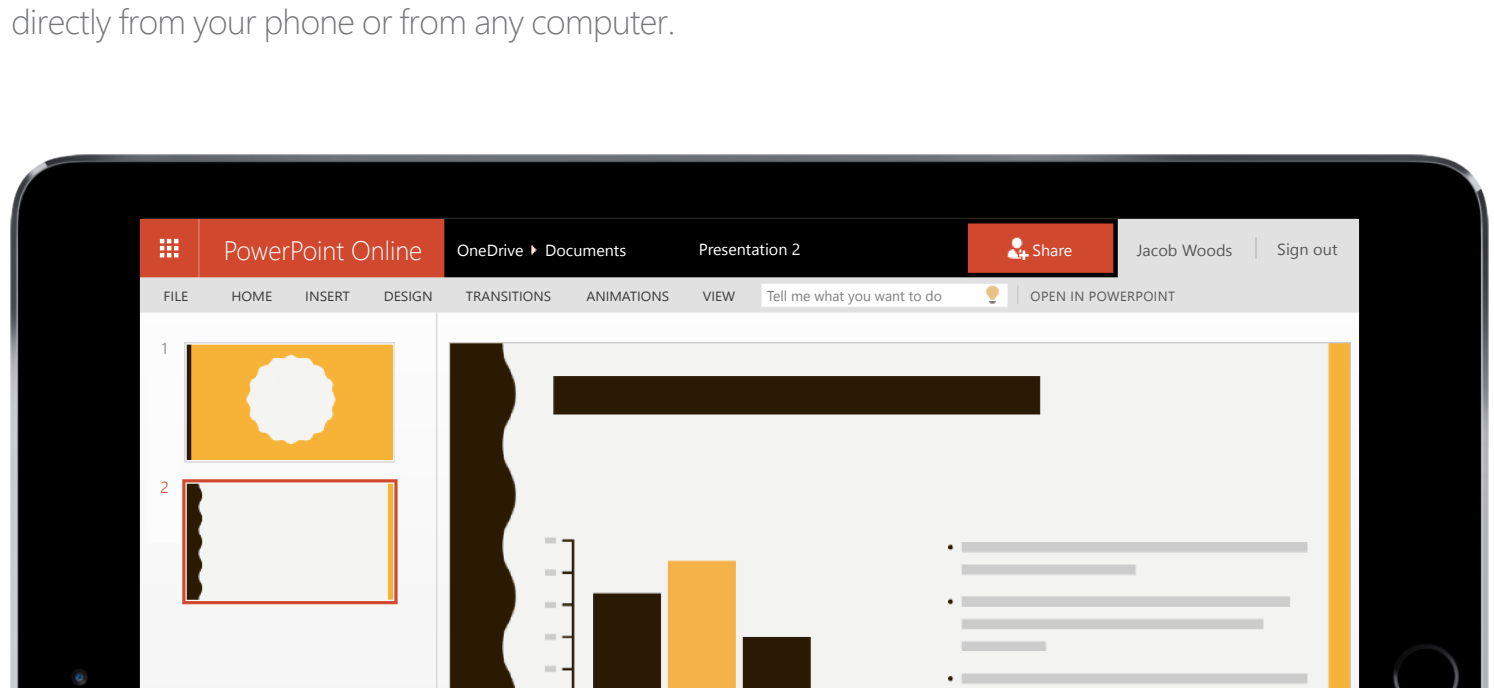 directly from your phone or from any computer.
PowerPoint Online OneDrive Documents Presentation 2 Share Jacob Woods Sign out
FILE HOME INSERT DESIGN TRANSITIONS ANIMATIONS VIEW Tell me what you want to do OPEN IN POWERPOINT
1
2